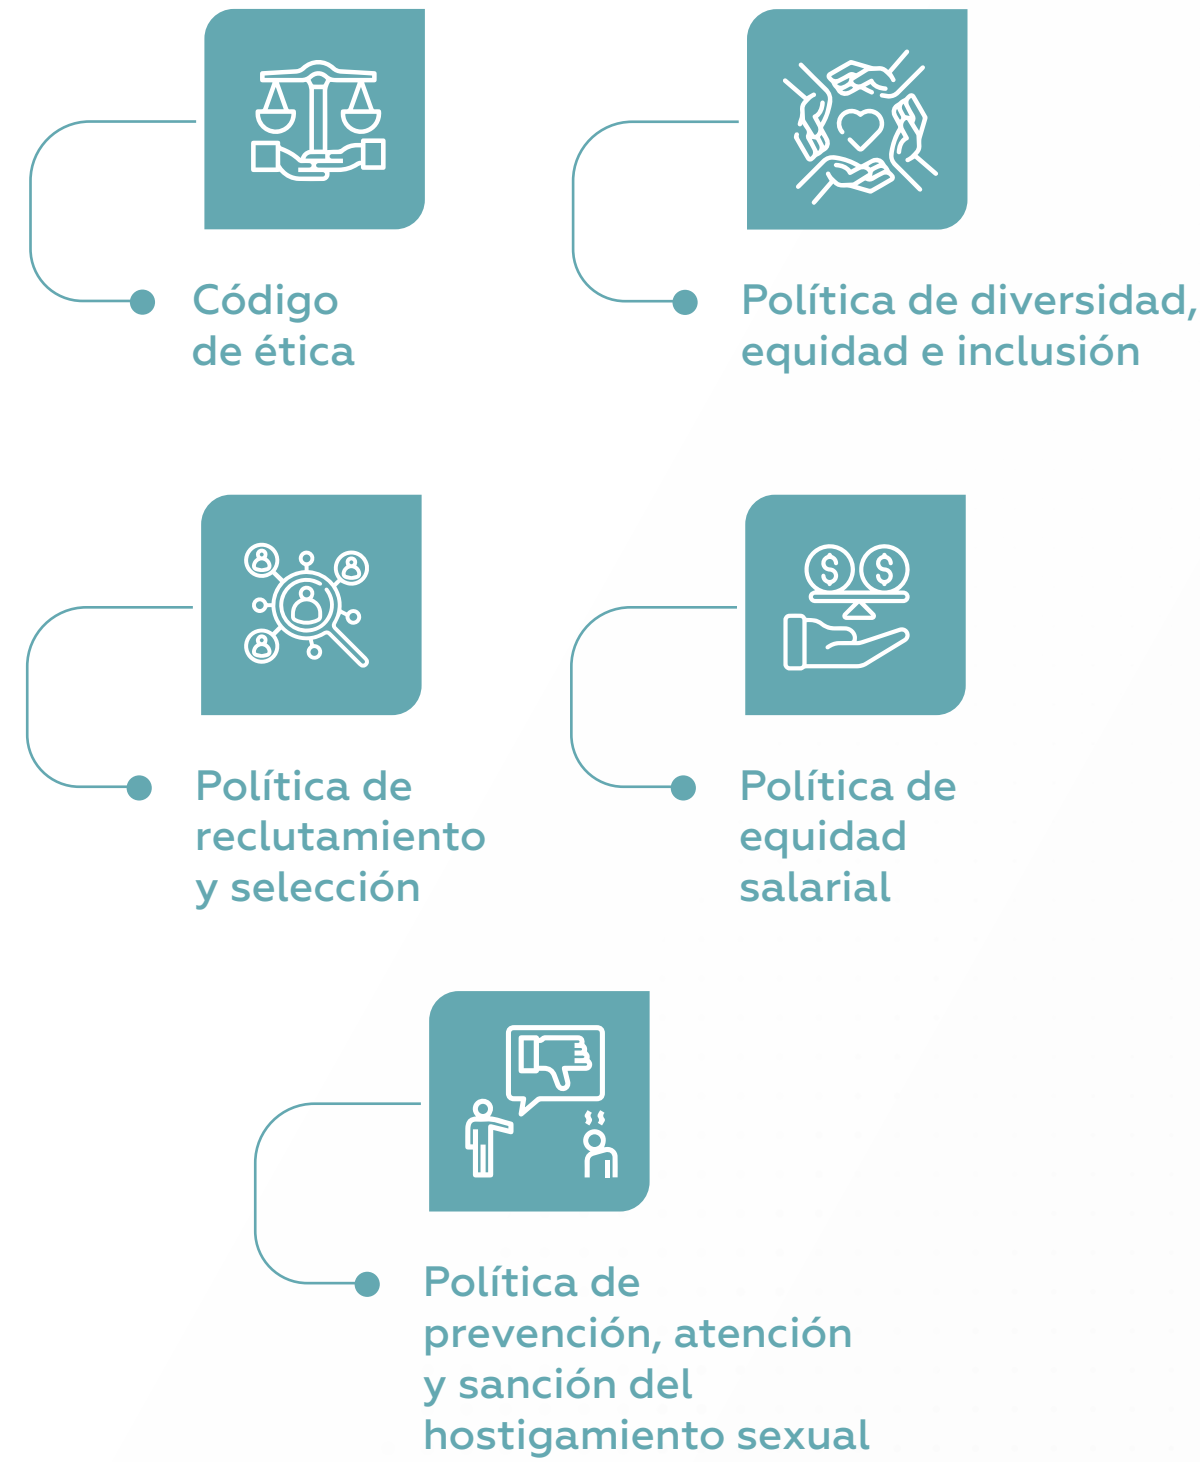 Código
de ética
Política de diversidad,
equidad e inclusión
Política de
reclutamiento
y selección
$ $
Política de
equidad
salarial
Política de
prevención, atención
y sanción del
hostigamiento sexual